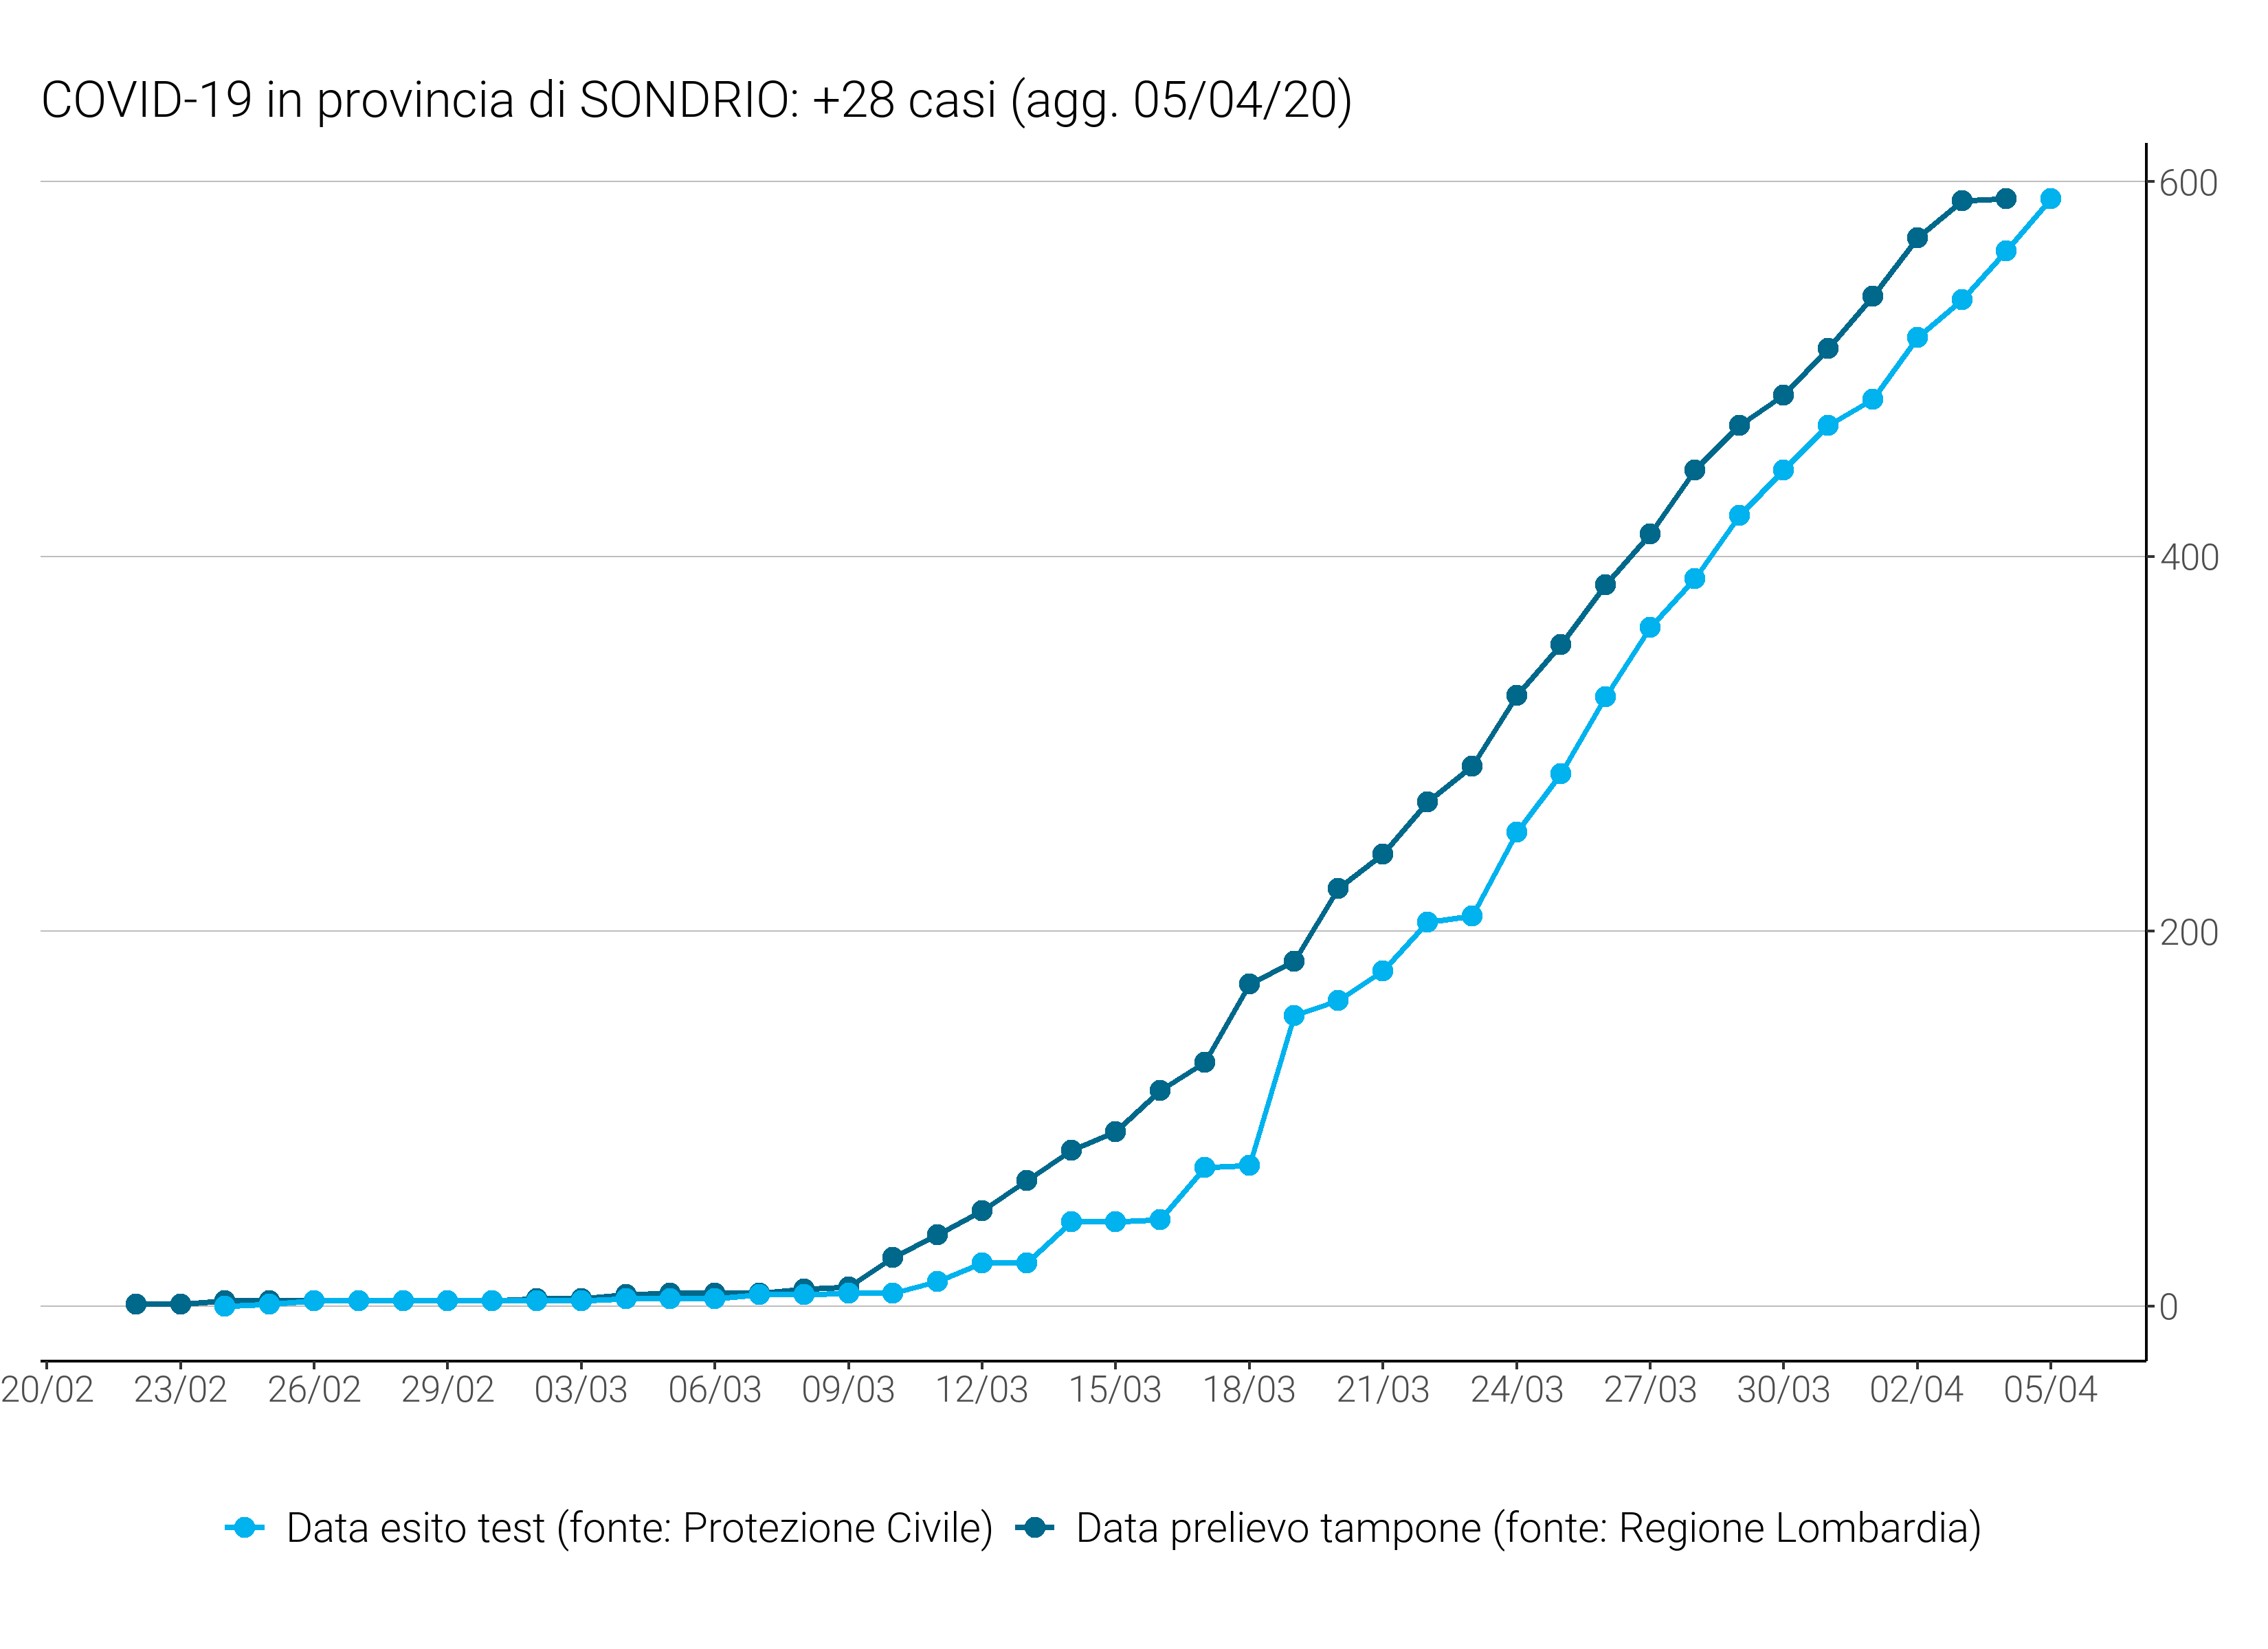 COVID-19 in provincia di SONDRIO: +28 casi (agg. 05/04/20)
600
400
200
0
20/02 23/02 26/02 29/02 03/03 06/03 09/03 12/03 15/03 18/03 21/03 24/03 27/03 30/03 02/04 05/04
Data esito test (fonte: Protezione Civile) Data prelievo tampone (fonte: Regione Lombardia)